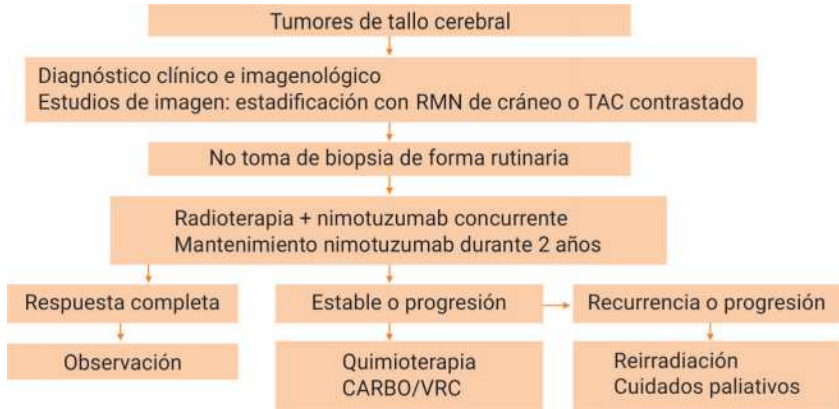 Tumores de tallo cerebral
Diagnóstico clínico e imagenológico
Estudios de imagen: estadificación con RMN de cráneo o TAC contrastado
No toma de biopsia de forma rutinaria
Radioterapia + nimotuzumab concurrente
Mantenimiento nimotuzumab durante 2 años
Respuesta completa
Estable o progresión
Recurrencia o progresión
Observación
Quimioterapia
CARBO/VRC
Reirradiación
Cuidados paliativos